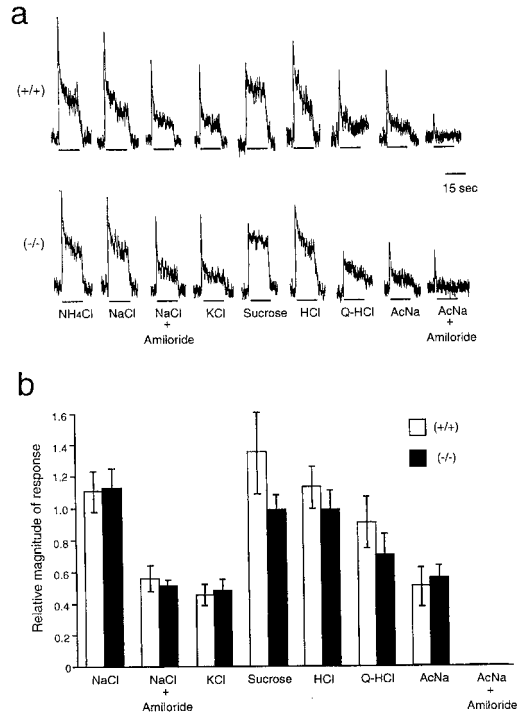 a
(+/+)
15 sec
(-/-)
NH4Cl NaCl NaCl + Amiloride KCl Sucrose HCl Q-HCl AcNa AcNa + Amiloride
b
Relative magnitude of response
1.6
1.4
1.2
1.0
0.8
0.6
0.4
0.2
0
(+/+)
(-/-)
NaCl NaCl + Amiloride KCl Sucrose HCl Q-HCl AcNa AcNa + Amiloride